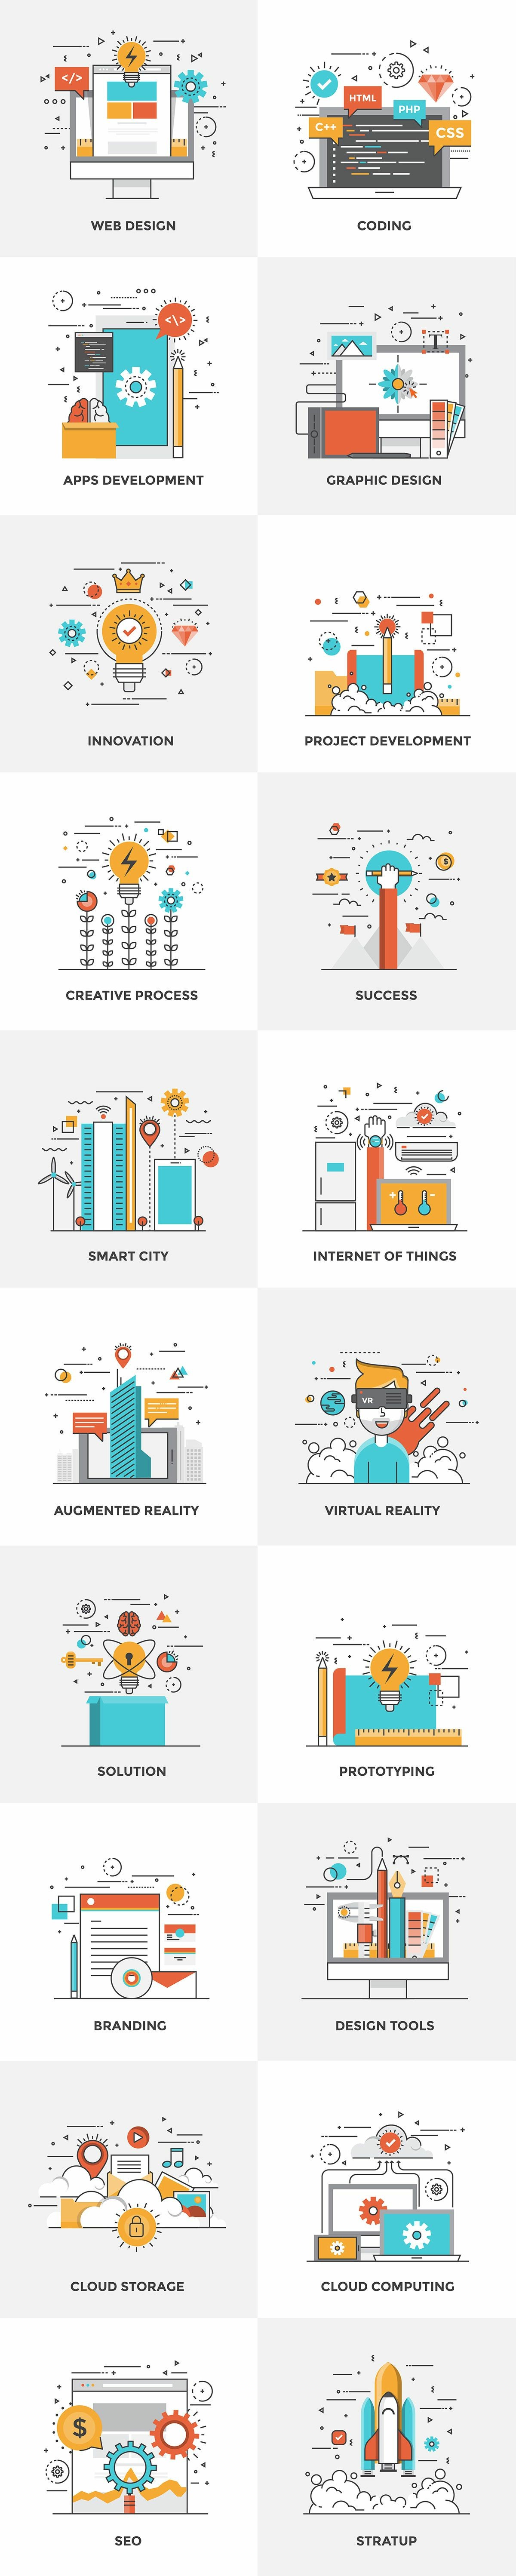 </>
WEB DESIGN
HTML
PHP
C++
CSS
CODING
</>
APPS DEVELOPMENT
T
GRAPHIC DESIGN
INNOVATION
PROJECT DEVELOPMENT
CREATIVE PROCESS
$
SUCCESS
SMART CITY
INTERNET OF THINGS
AUGMENTED REALITY
VR
VIRTUAL REALITY
SOLUTION
PROTOTYPING
BRANDING
DESIGN TOOLS
CLOUD STORAGE
CLOUD COMPUTING
$
SEO
STRATUP